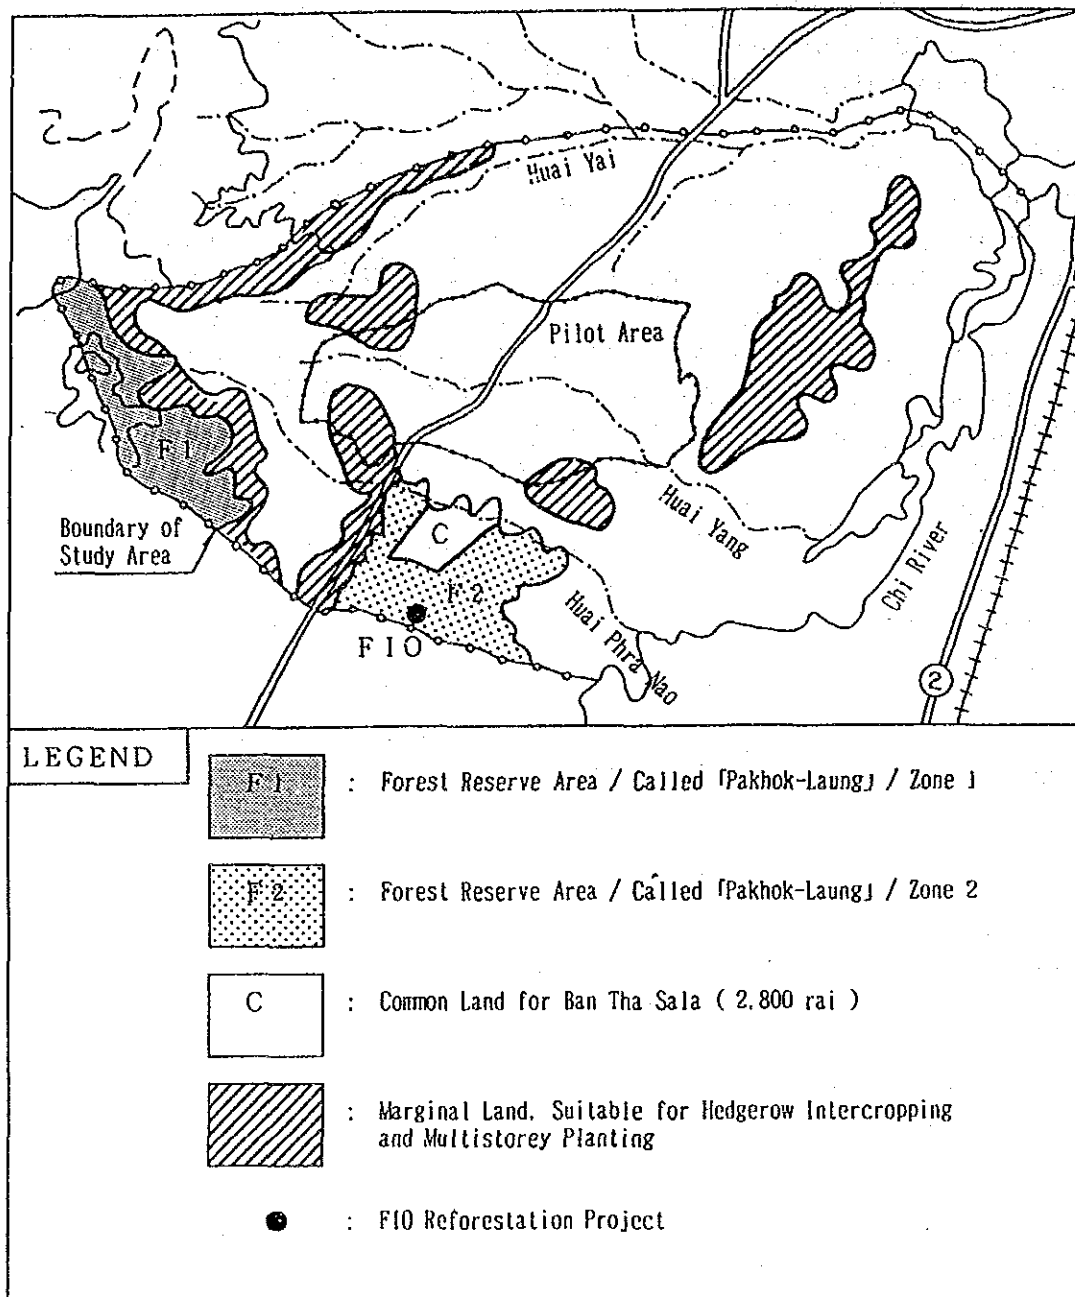 Huai Yai
Pilot Area
F1
Boundary of
Study Area
C
F2
Huai Yang
Chi River
Huai Phra Nao
FIO
2
LEGEND
F1 : Forest Reserve Area / Called「Pakhok-Laung」/ Zone 1
F2 : Forest Reserve Area / Called「Pakhok-Laung」/ Zone 2
C : Common Land for Ban Tha Sala ( 2,800 rai )
: Marginal Land, Suitable for Hedgerow Intercropping
and Multistorey Planting
: FIO Reforestation Project